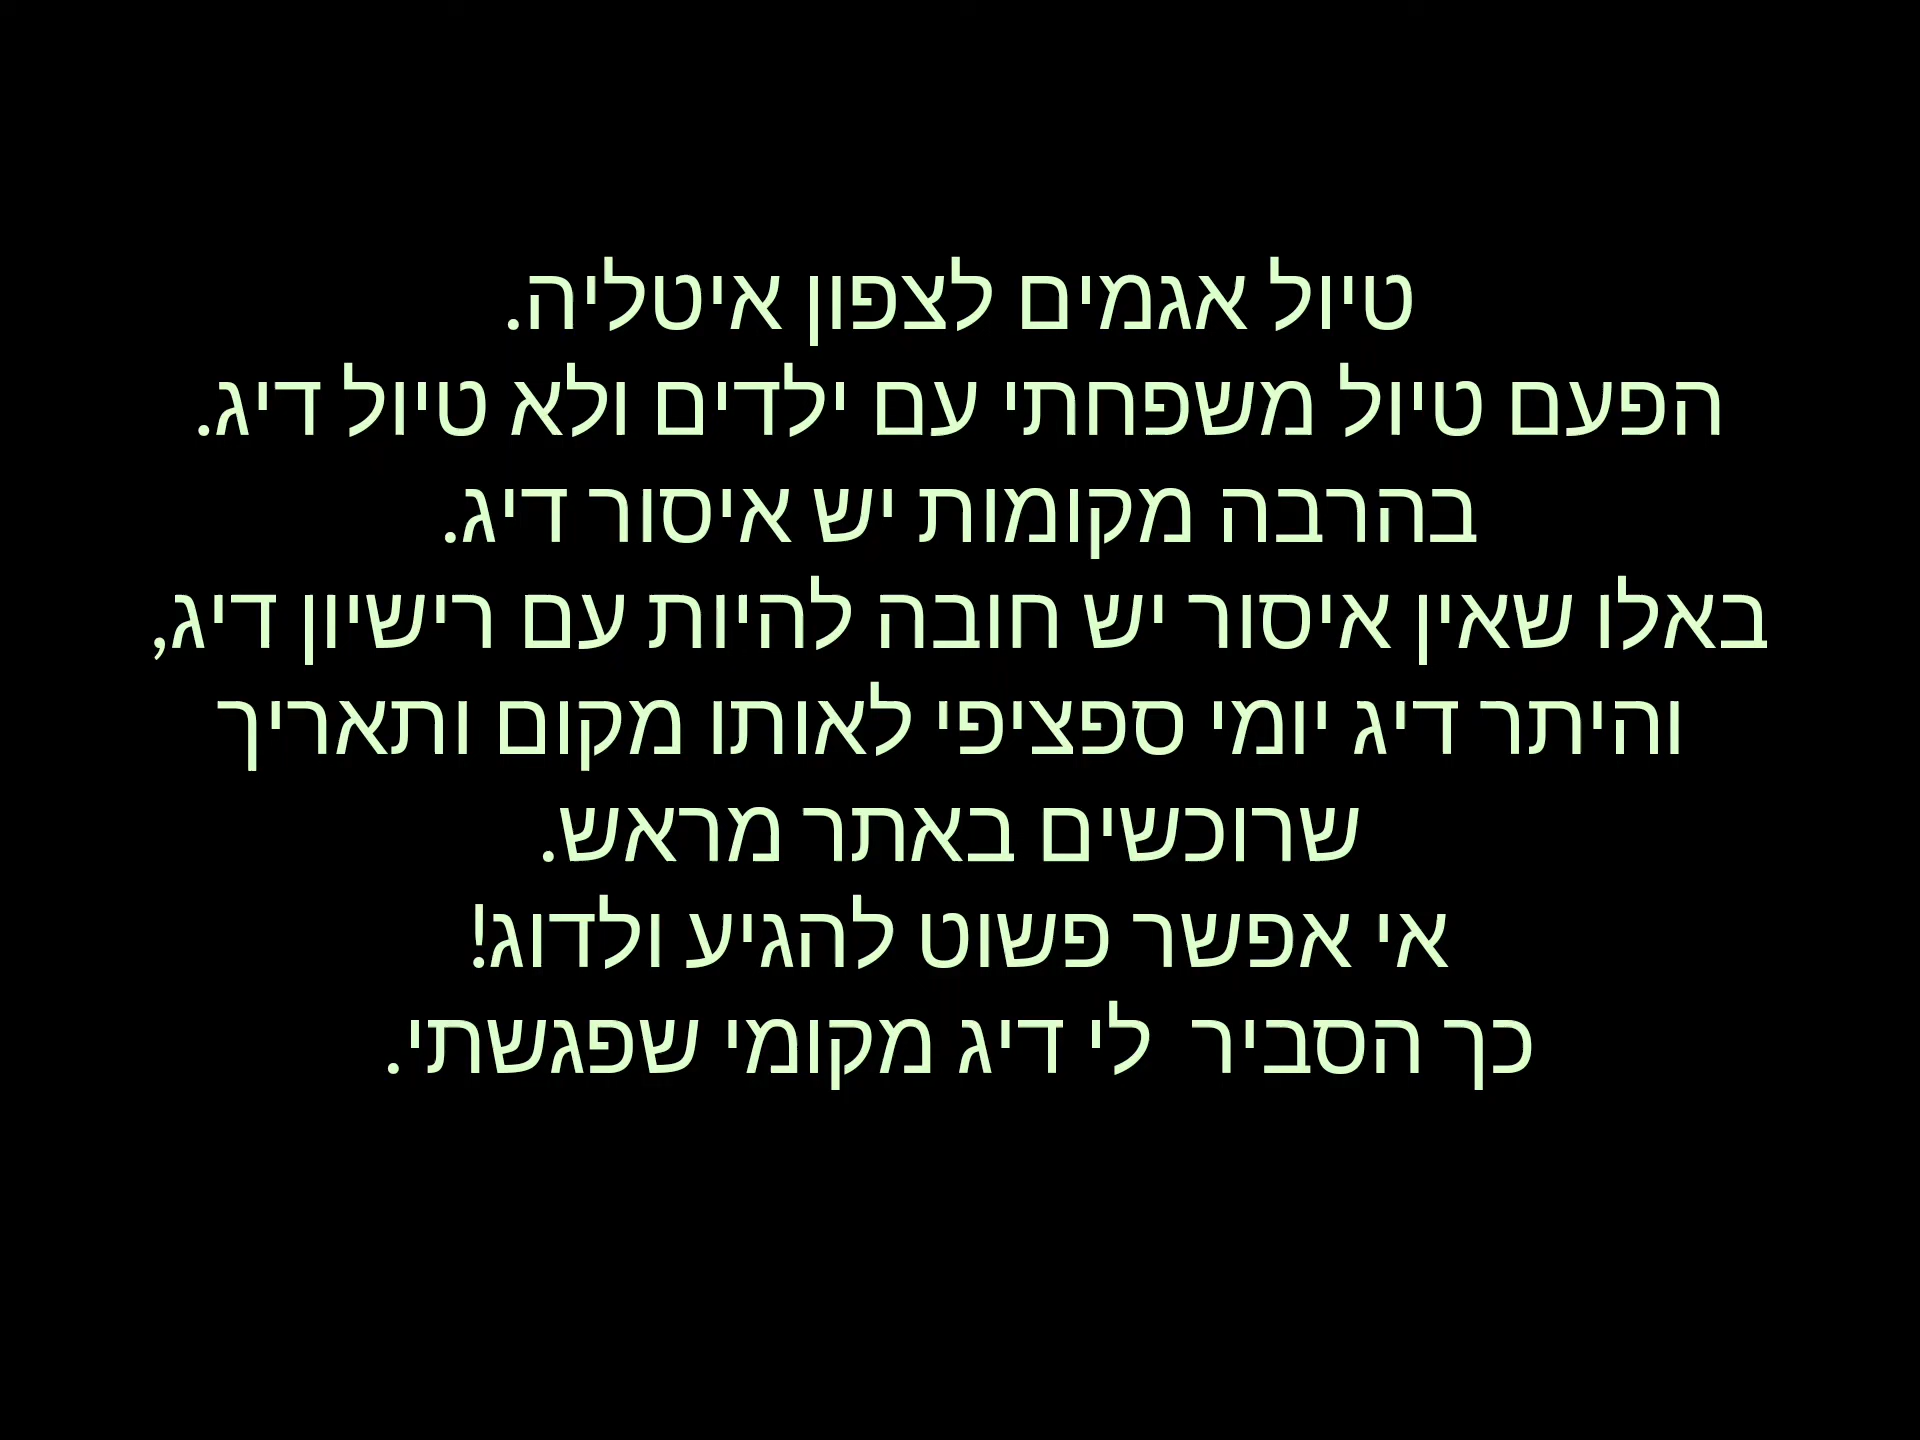 טיול אגמים לצפון איטליה.
הפעם טיול משפחתי עם ילדים ולא טיול דיג.
בהרבה מקומות יש איסור דיג.
באלו שאין איסור יש חובה להיות עם רישיון דיג,
והיתר דיג יומי ספציפי לאותו מקום ותאריך
שרוכשים באתר מראש.
אי אפשר פשוט להגיע ולדוג!
כך הסביר  לי דיג מקומי שפגשתי.